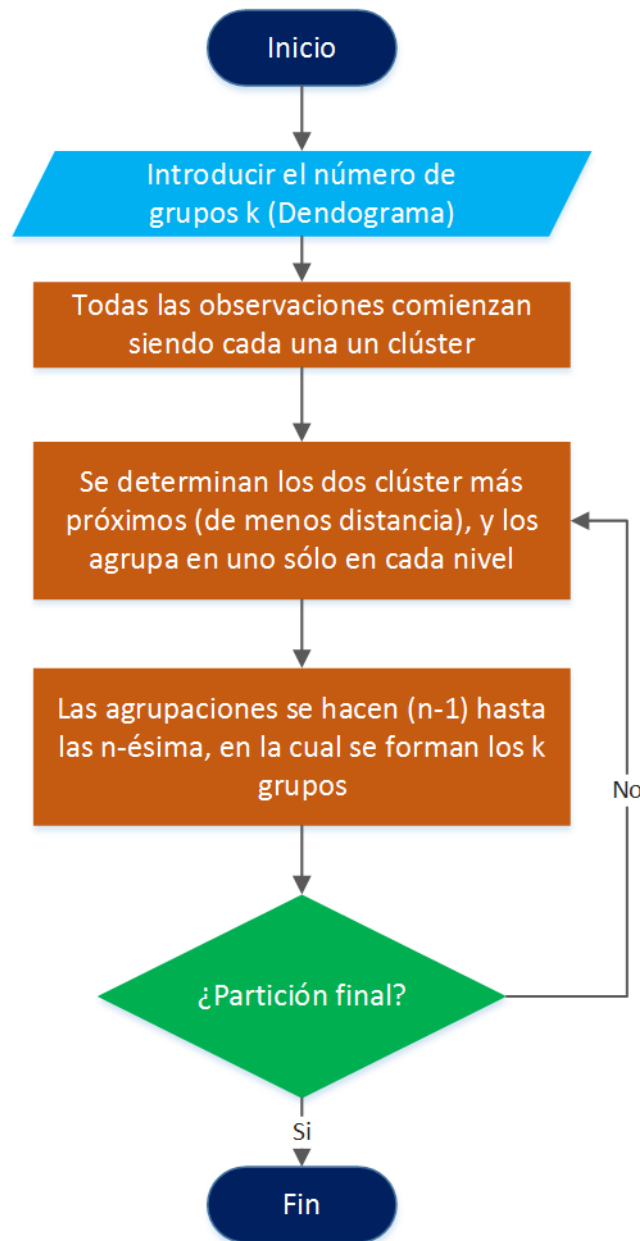 Inicio
Introducir el número de
grupos k (Dendograma)
Todas las observaciones comienzan
siendo cada una un clúster
Se determinan los dos clúster más
próximos (de menos distancia), y los
agrupa en uno sólo en cada nivel
Las agrupaciones se hacen (n-1) hasta
las n-ésima, en la cual se forman los k
grupos
No
¿Partición final?
Si
Fin